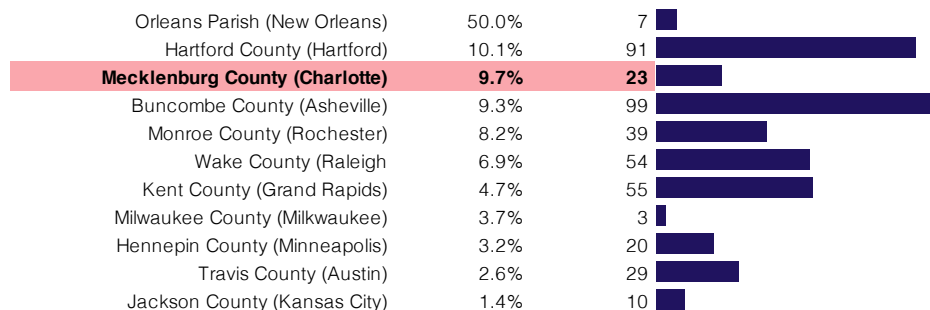 Orleans Parish (New Orleans) 50.0% 7
Hartford County (Hartford) 10.1% 91
Mecklenburg County (Charlotte) 9.7% 23
Buncombe County (Asheville) 9.3% 99
Monroe County (Rochester) 8.2% 39
Wake County (Raleigh 6.9% 54
Kent County (Grand Rapids) 4.7% 55
Milwaukee County (Milkwaukee) 3.7% 3
Hennepin County (Minneapolis) 3.2% 20
Travis County (Austin) 2.6% 29
Jackson County (Kansas City) 1.4% 10